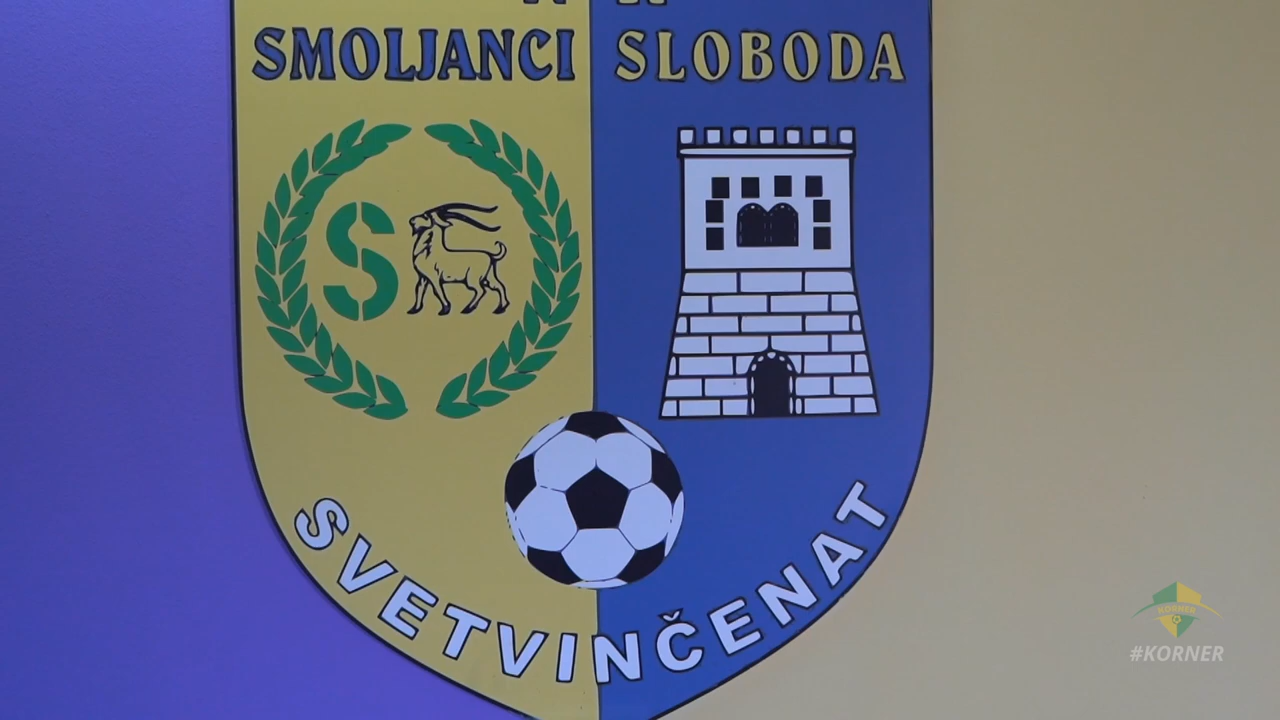 SMOLJANCI SLOBODA
S
SVETVINČENAT
KORNER
#KORNER